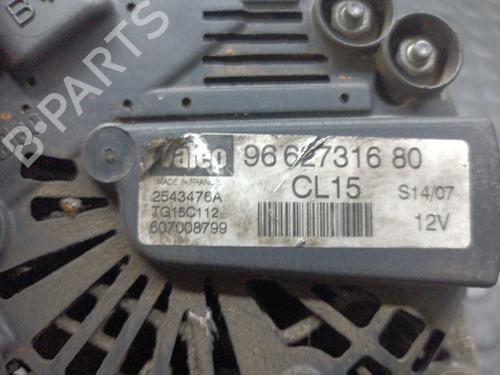 B+
B-PARTS
Valeo 96 627316 80
MADE IN FRANCE CL15 S14/07
2543476A
TG15C112 12V
607008799